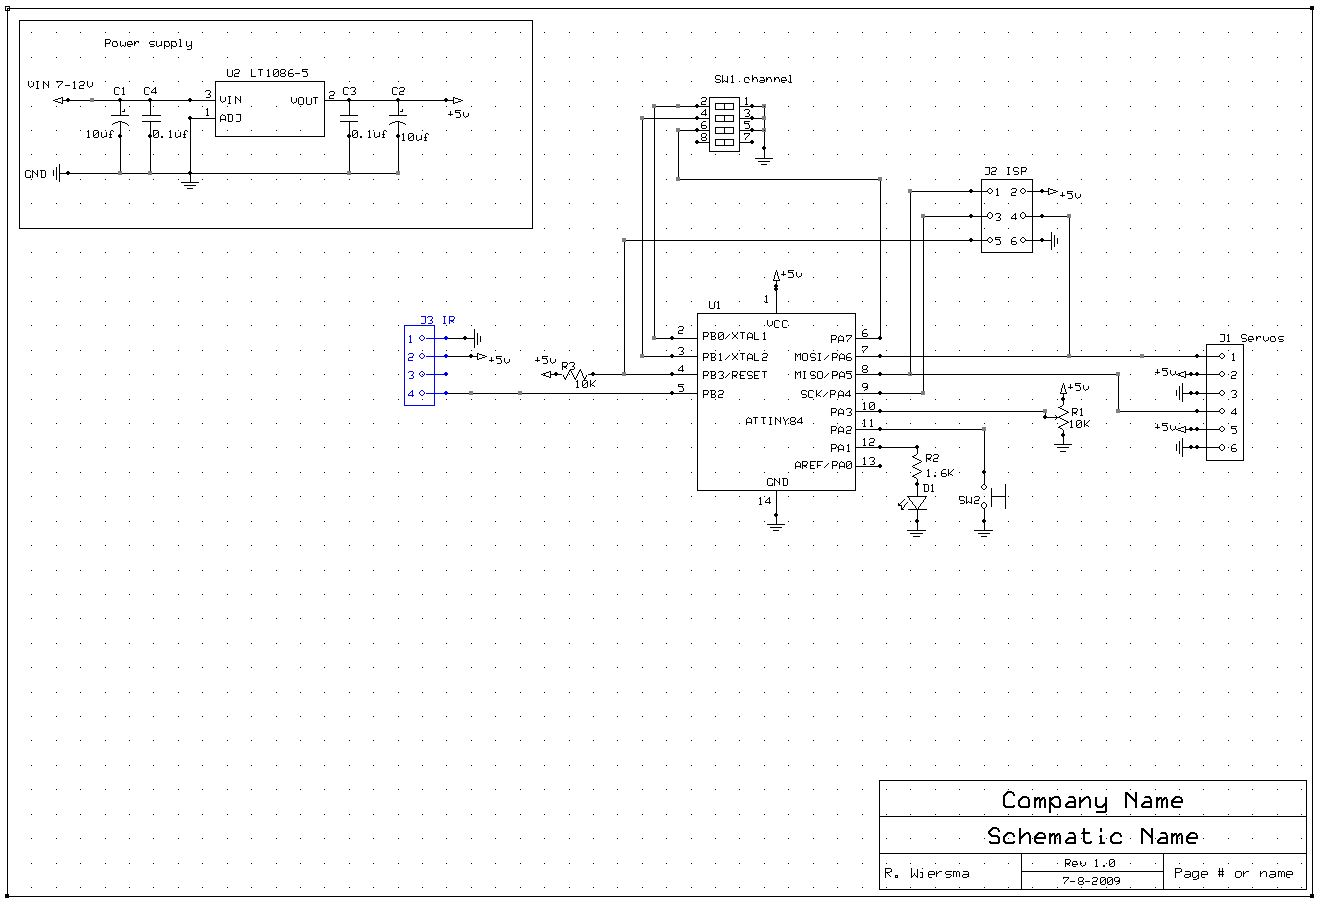 Power supply
VIN 7-12V
C1
C4
U2 LT1086-5
C3
C2
3
VIN
VOUT
2
1
ADJ
+5v
10uf
0.1uf
0.1uf
10uf
GND
SW1 channel
2
1
4
3
6
5
8
7
J2 ISP
1 2
+5v
3 4
5 6
+5v
1
U1
VCC
2
PB0/XTAL1
PA7
6
3
PB1/XTAL2
MOSI/PA6
7
4
PB3/RESET
MISO/PA5
8
5
PB2
SCK/PA4
9
PA3
10
ATTINY84
PA2
11
PA1
12
AREF/PA0
13
GND
14
J3 IR
1
2
+5v
3
4
+5v
R3
10K
+5v
R1
10K
R2
1.6K
D1
SW2
J1 Servos
1
+5v
2
3
4
+5v
5
6
Company Name
Schematic Name
R. Wiersma
Rev 1.0
7-8-2009
Page # or name